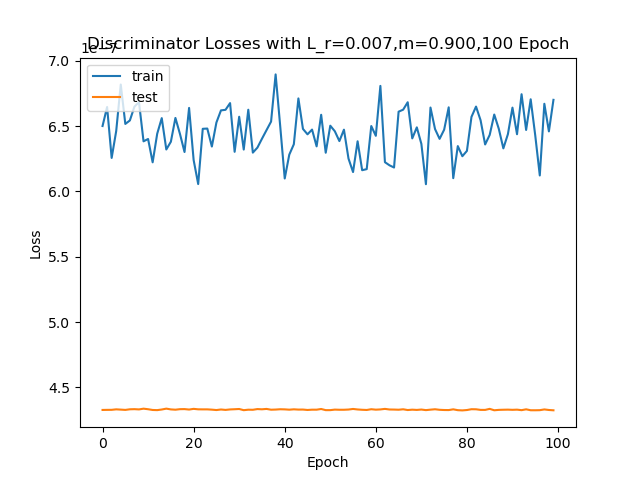 Discriminator Losses with L_r=0.007,m=0.900,100 Epoch
1e-7
train
test
7.0
6.5
6.0
5.5
5.0
4.5
Loss
0 20 40 60 80 100
Epoch